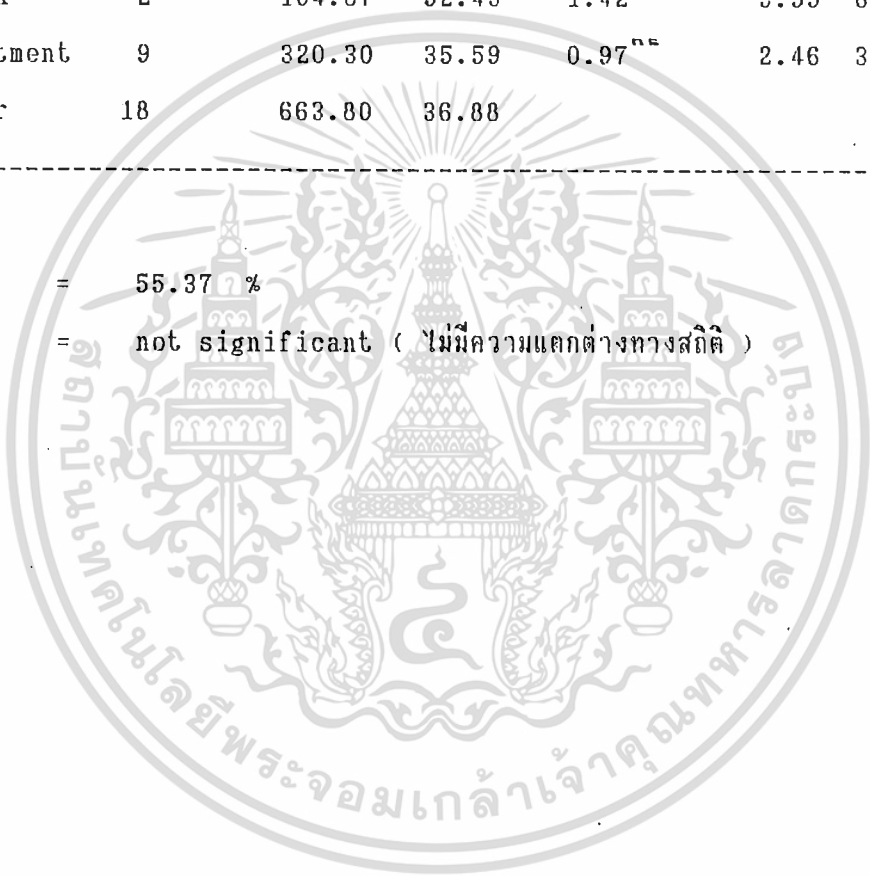 tment 9 320.30 35.59 0.97ns 2.46 3
r 18 663.80 36.88
= 55.37 %
= not significant ( ไม่มีความแตกต่างทางสถิติ )
สถาบันเทคโนโลยีพระจอมเกล้าเจ้าคุณทหารลาดกระบัง